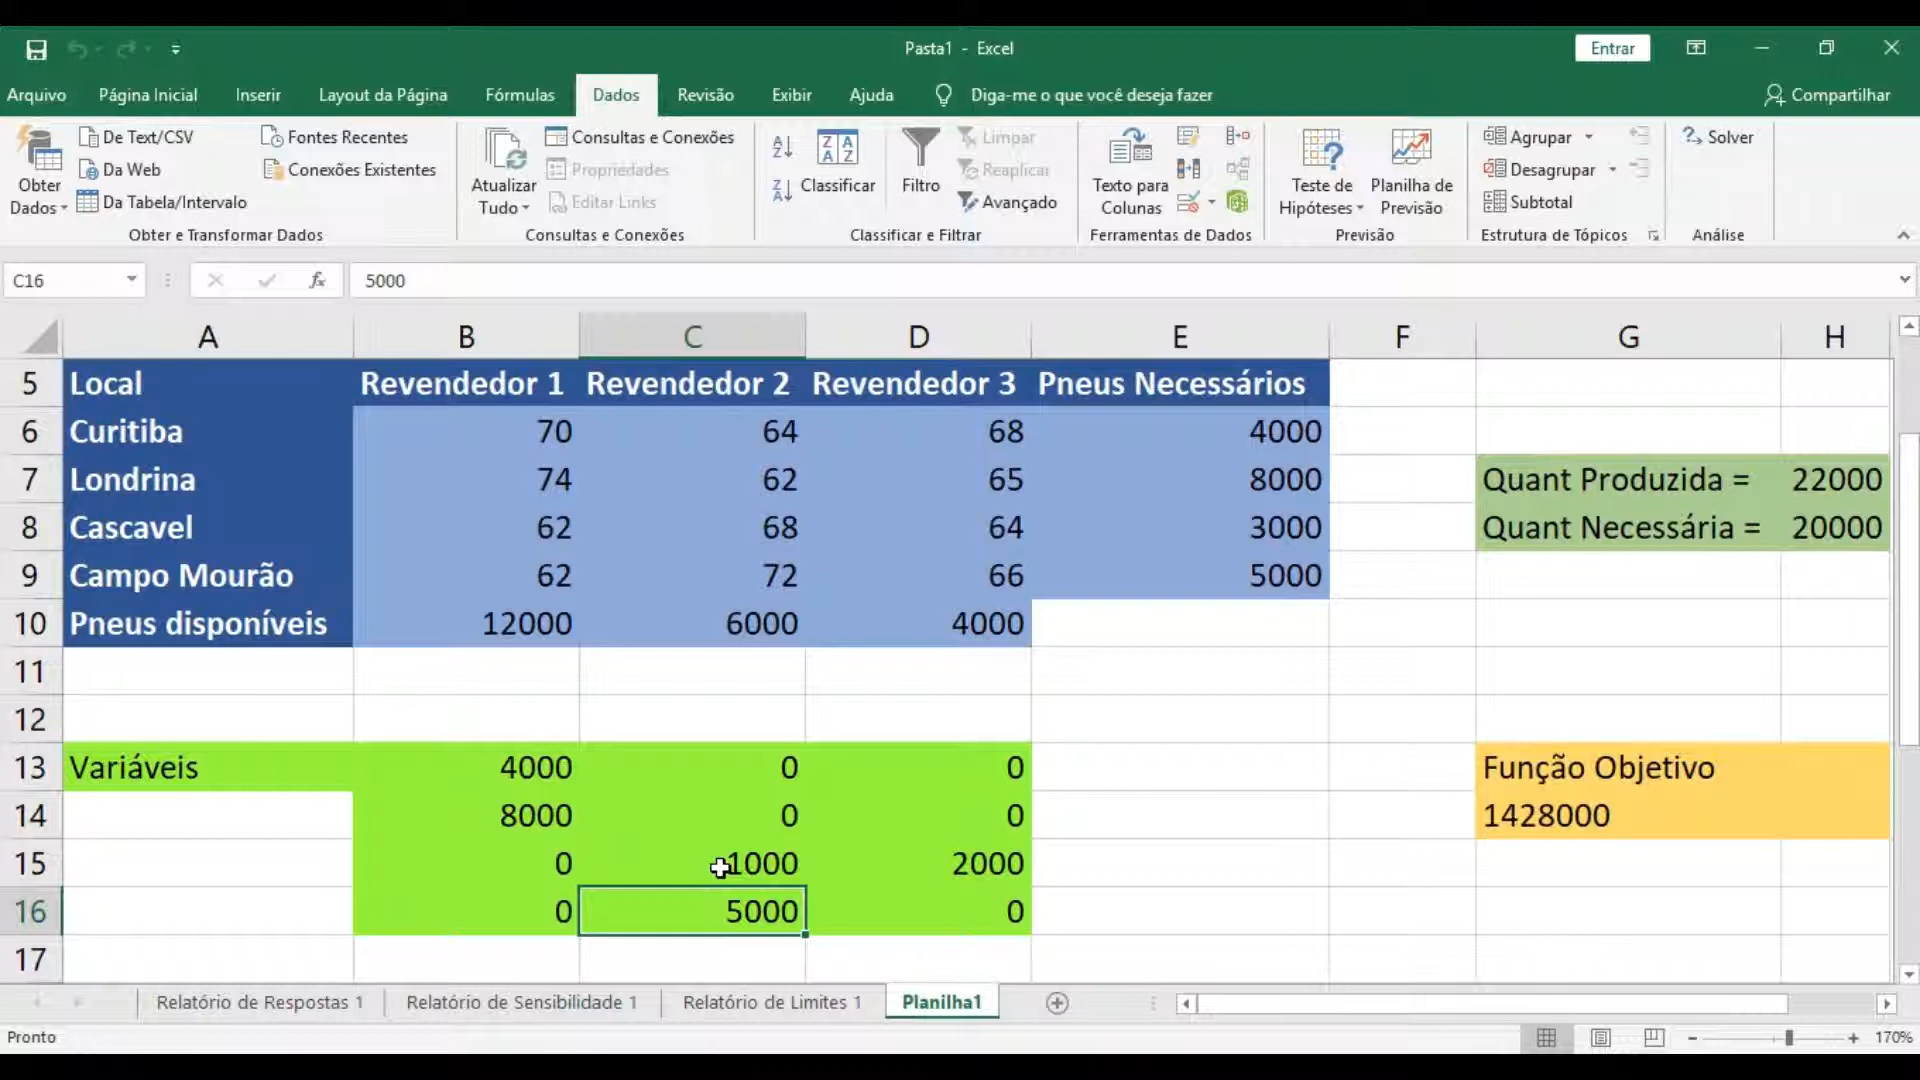 Pasta1 - Excel
Entrar
Arquivo Página Inicial Inserir Layout da Página Fórmulas Dados Revisão Exibir Ajuda Diga-me o que você deseja fazer Compartilhar
Obter Dados
De Text/CSV
Da Web
Da Tabela/Intervalo
Fontes Recentes
Conexões Existentes
Obter e Transformar Dados
Atualizar Tudo
Consultas e Conexões
Propriedades
Editar Links
Consultas e Conexões
Classificar
Filtro
Limpar
Reaplicar
Avançado
Classificar e Filtrar
Texto para Colunas
Ferramentas de Dados
Teste de Hipóteses
Planilha de Previsão
Previsão
Agrupar
Desagrupar
Subtotal
Estrutura de Tópicos
Solver
Análise
C16 fx 5000
A B C D E F G H
5 Local Revendedor 1 Revendedor 2 Revendedor 3 Pneus Necessários
6 Curitiba 70 64 68 4000
7 Londrina 74 62 65 8000 Quant Produzida = 22000
8 Cascavel 62 68 64 3000 Quant Necessária = 20000
9 Campo Mourão 62 72 66 5000
10 Pneus disponíveis 12000 6000 4000
11
12
13 Variáveis 4000 0 0 Função Objetivo
14 8000 0 0 1428000
15 0 1000 2000
16 0 5000 0
17
Relatório de Respostas 1 Relatório de Sensibilidade 1 Relatório de Limites 1 Planilha1
Pronto 170%